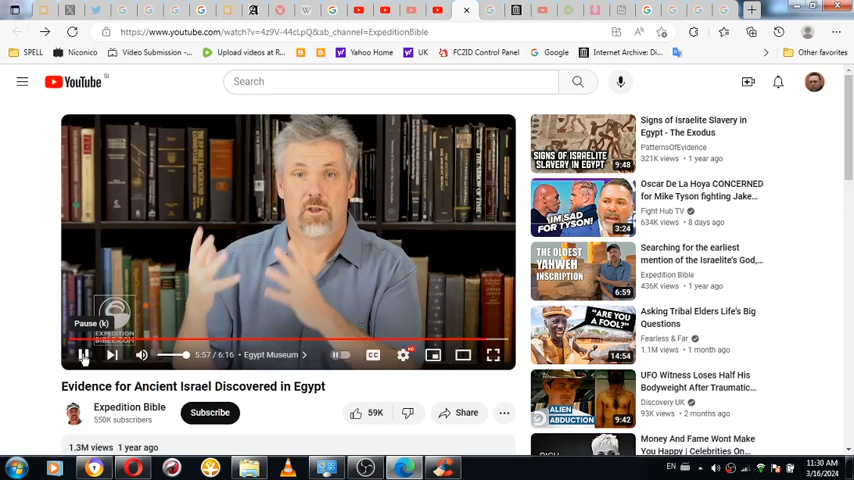 https://www.youtube.com/watch?v=4z9V-44cLpQ&ab_channel=ExpeditionBible
SPELL
Niconico
Video Submission -...
Upload videos at R...
Yahoo Home
UK
FC2ID Control Panel
Google
Internet Archive: Di...
Other favorites
YouTube
SI
Search
Pause (k)
EXPEDITION
BIBLE.COM
5:57 / 6:16 • Egypt Museum
CC
HD
Evidence for Ancient Israel Discovered in Egypt
Expedition Bible
550K subscribers
Subscribe
59K
Share
1.3M views 1 year ago
SIGNS OF ISRAELITE
SLAVERY IN EGYPT
9:48
Signs of Israelite Slavery in
Egypt - The Exodus
PatternsOfEvidence
321K views • 1 year ago
IM SAD
FOR TYSON!
3:24
Oscar De La Hoya CONCERNED
for Mike Tyson fighting Jake...
Fight Hub TV
634K views • 8 days ago
THE OLDEST
YAHWEH
INSCRIPTION
6:59
Searching for the earliest
mention of the Israelite's God,...
Expedition Bible
436K views • 1 year ago
"ARE YOU
A FOOL?"
14:54
Asking Tribal Elders Life's Big
Questions
Fearless & Far
1.1M views • 1 month ago
ALIEN
ABDUCTION
9:42
UFO Witness Loses Half His
Bodyweight After Traumatic...
Discovery UK
93K views • 2 months ago
Money And Fame Wont Make
You Happy | Celebrities On...
EN
11:30 AM
3/16/2024